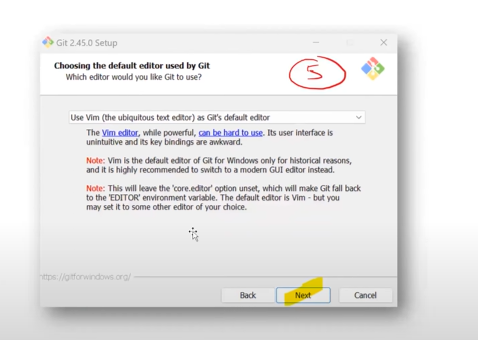 Git 2.45.0 Setup
Choosing the default editor used by Git
Which editor would you like Git to use?
5
Use Vim (the ubiquitous text editor) as Git's default editor
The Vim editor, while powerful, can be hard to use. Its user interface is
unintuitive and its key bindings are awkward.
Note: Vim is the default editor of Git for Windows only for historical reasons,
and it is highly recommended to switch to a modern GUI editor instead.
Note: This will leave the 'core.editor' option unset, which will make Git fall back
to the 'EDITOR' environment variable. The default editor is Vim - but you
may set it to some other editor of your choice.
https://gitforwindows.org/
Back Next Cancel